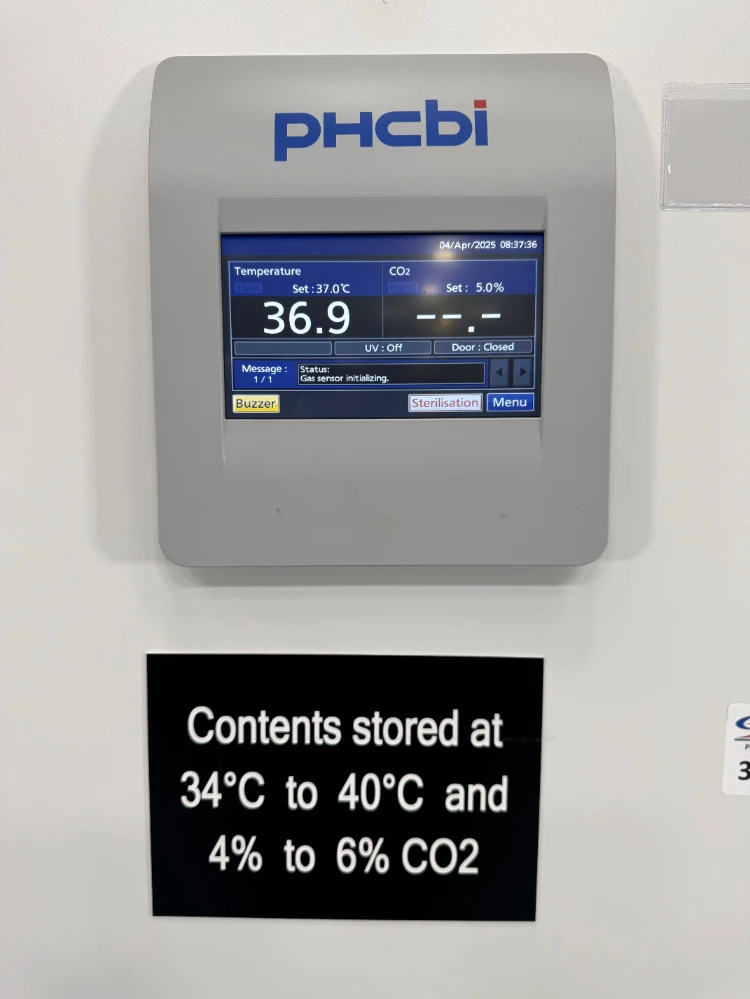 PHCbi
04/Apr/2025 08:37:36
Temperature
Set : 37.0℃
36.9
CO2
Set : 5.0%
--.-
UV : Off
Door : Closed
Message :
1 / 1
Status:
Gas sensor initializing.
Buzzer
Sterilisation
Menu
Contents stored at
34°C to 40°C and
4% to 6% CO2